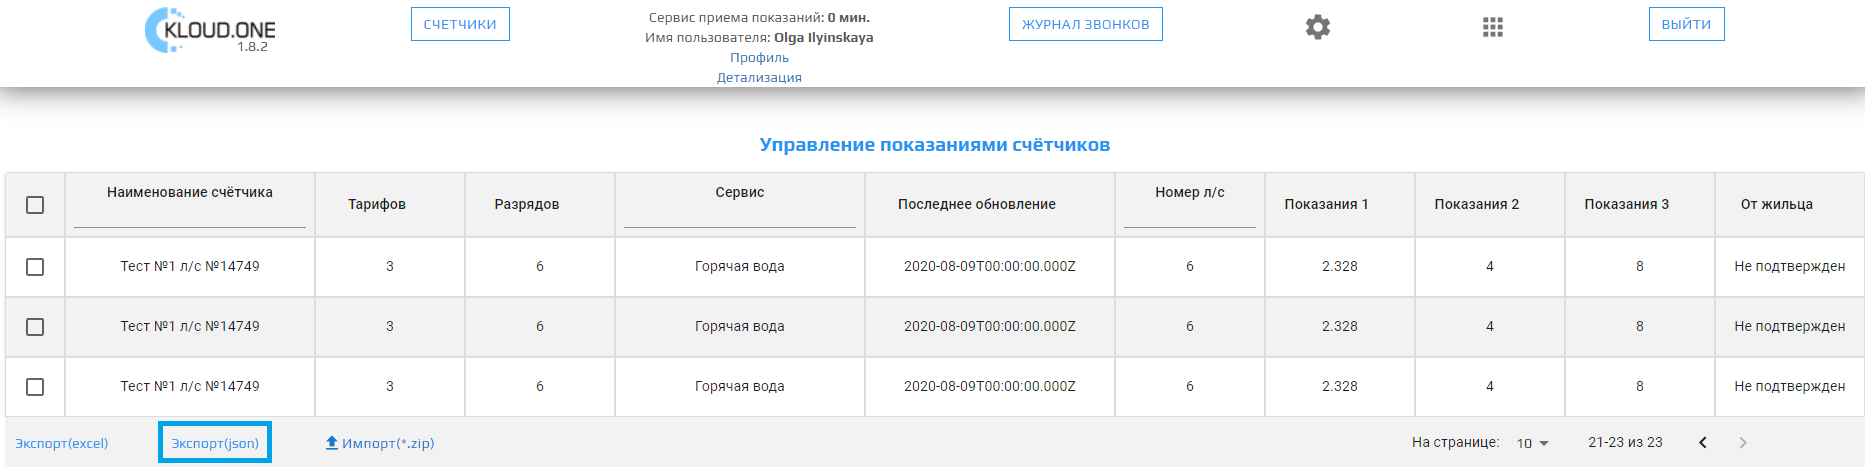 KLOUD.ONE
1.8.2
СЧЕТЧИКИ
Сервис приема показаний: 0 мин.
Имя пользователя: Olga Ilyinskaya
Профиль
Детализация
ЖУРНАЛ ЗВОНКОВ
ВЫЙТИ
Управление показаниями счётчиков
Наименование счётчика Тарифов Разрядов Сервис Последнее обновление Номер л/с Показания 1 Показания 2 Показания 3 От жильца
Тест №1 л/с №14749 3 6 Горячая вода 2020-08-09T00:00:00.000Z 6 2.328 4 8 Не подтвержден
Тест №1 л/с №14749 3 6 Горячая вода 2020-08-09T00:00:00.000Z 6 2.328 4 8 Не подтвержден
Тест №1 л/с №14749 3 6 Горячая вода 2020-08-09T00:00:00.000Z 6 2.328 4 8 Не подтвержден
Экспорт(excel) Экспорт(json) Импорт(*.zip) На странице: 10 21-23 из 23